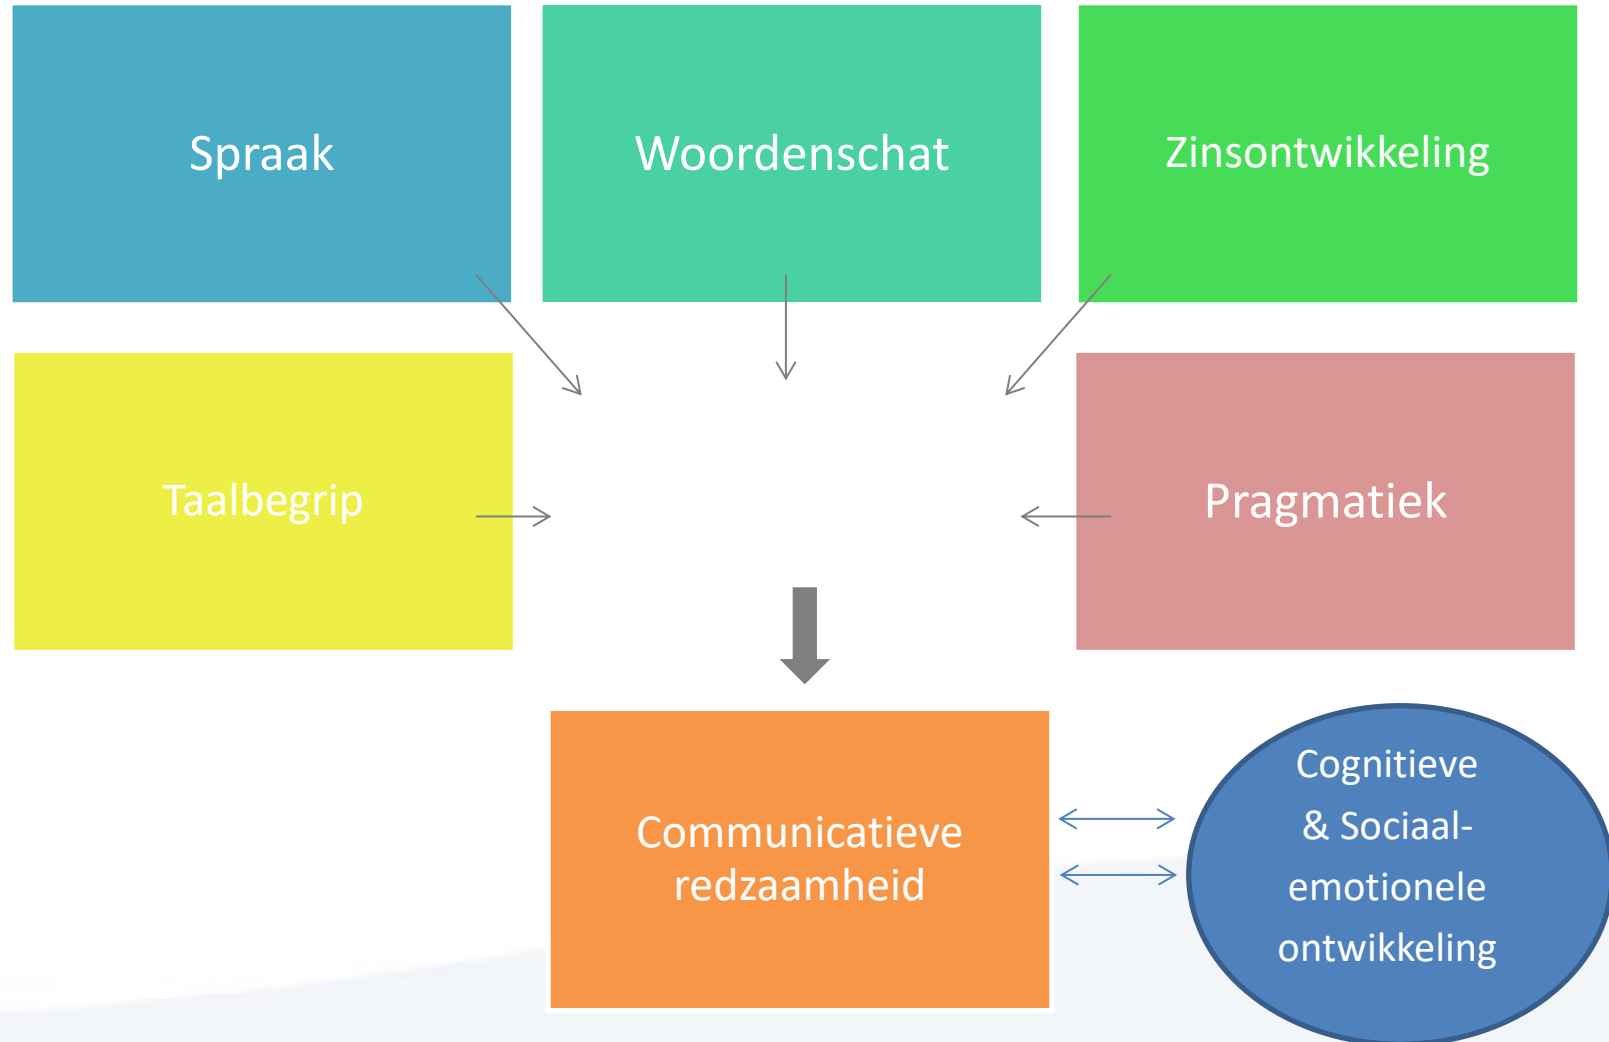 Spraak
Woordenschat
Zinsontwikkeling
Taalbegrip
Pragmatiek
Communicatieve
redzaamheid
Cognitieve
& Sociaal-
emotionele
ontwikkeling